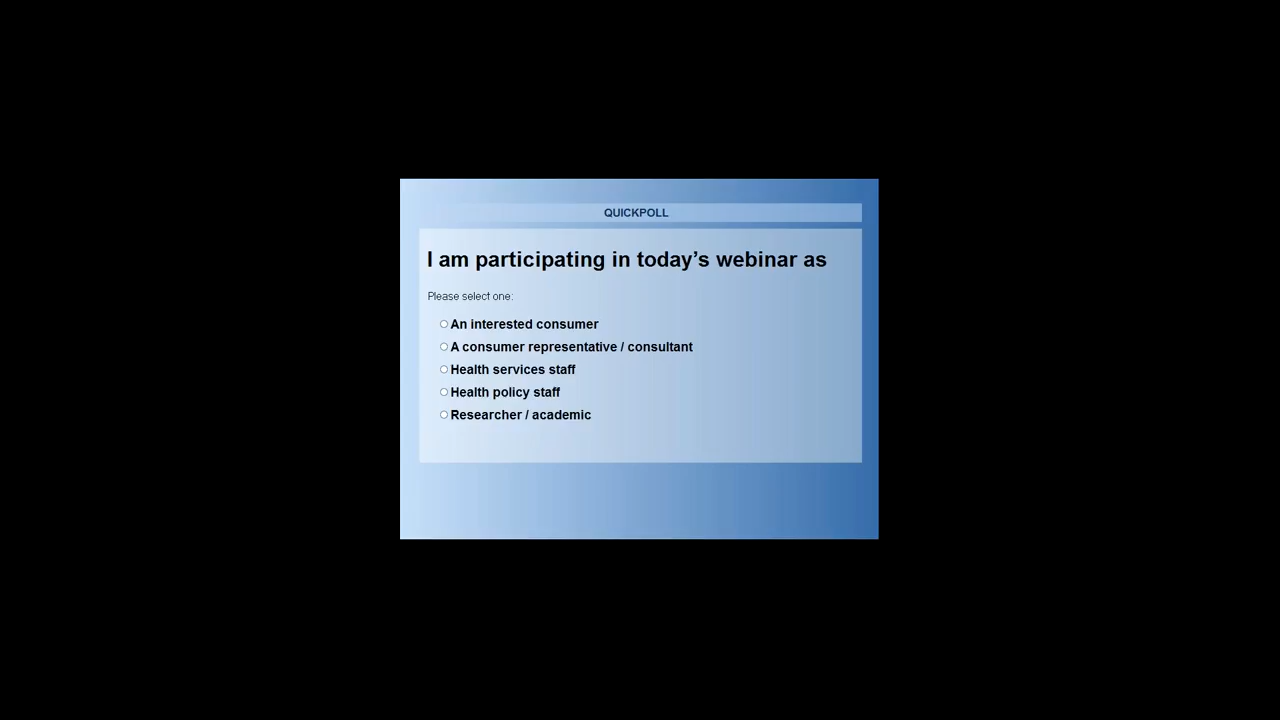 QUICKPOLL
I am participating in today’s webinar as
Please select one:
An interested consumer
A consumer representative / consultant
Health services staff
Health policy staff
Researcher / academic